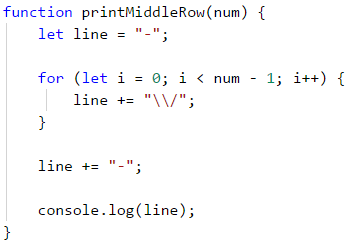 function printMiddleRow(num) {
    let line = "-";

    for (let i = 0; i < num - 1; i++) {
        line += "\\/";
    }

    line += "-";

    console.log(line);
}